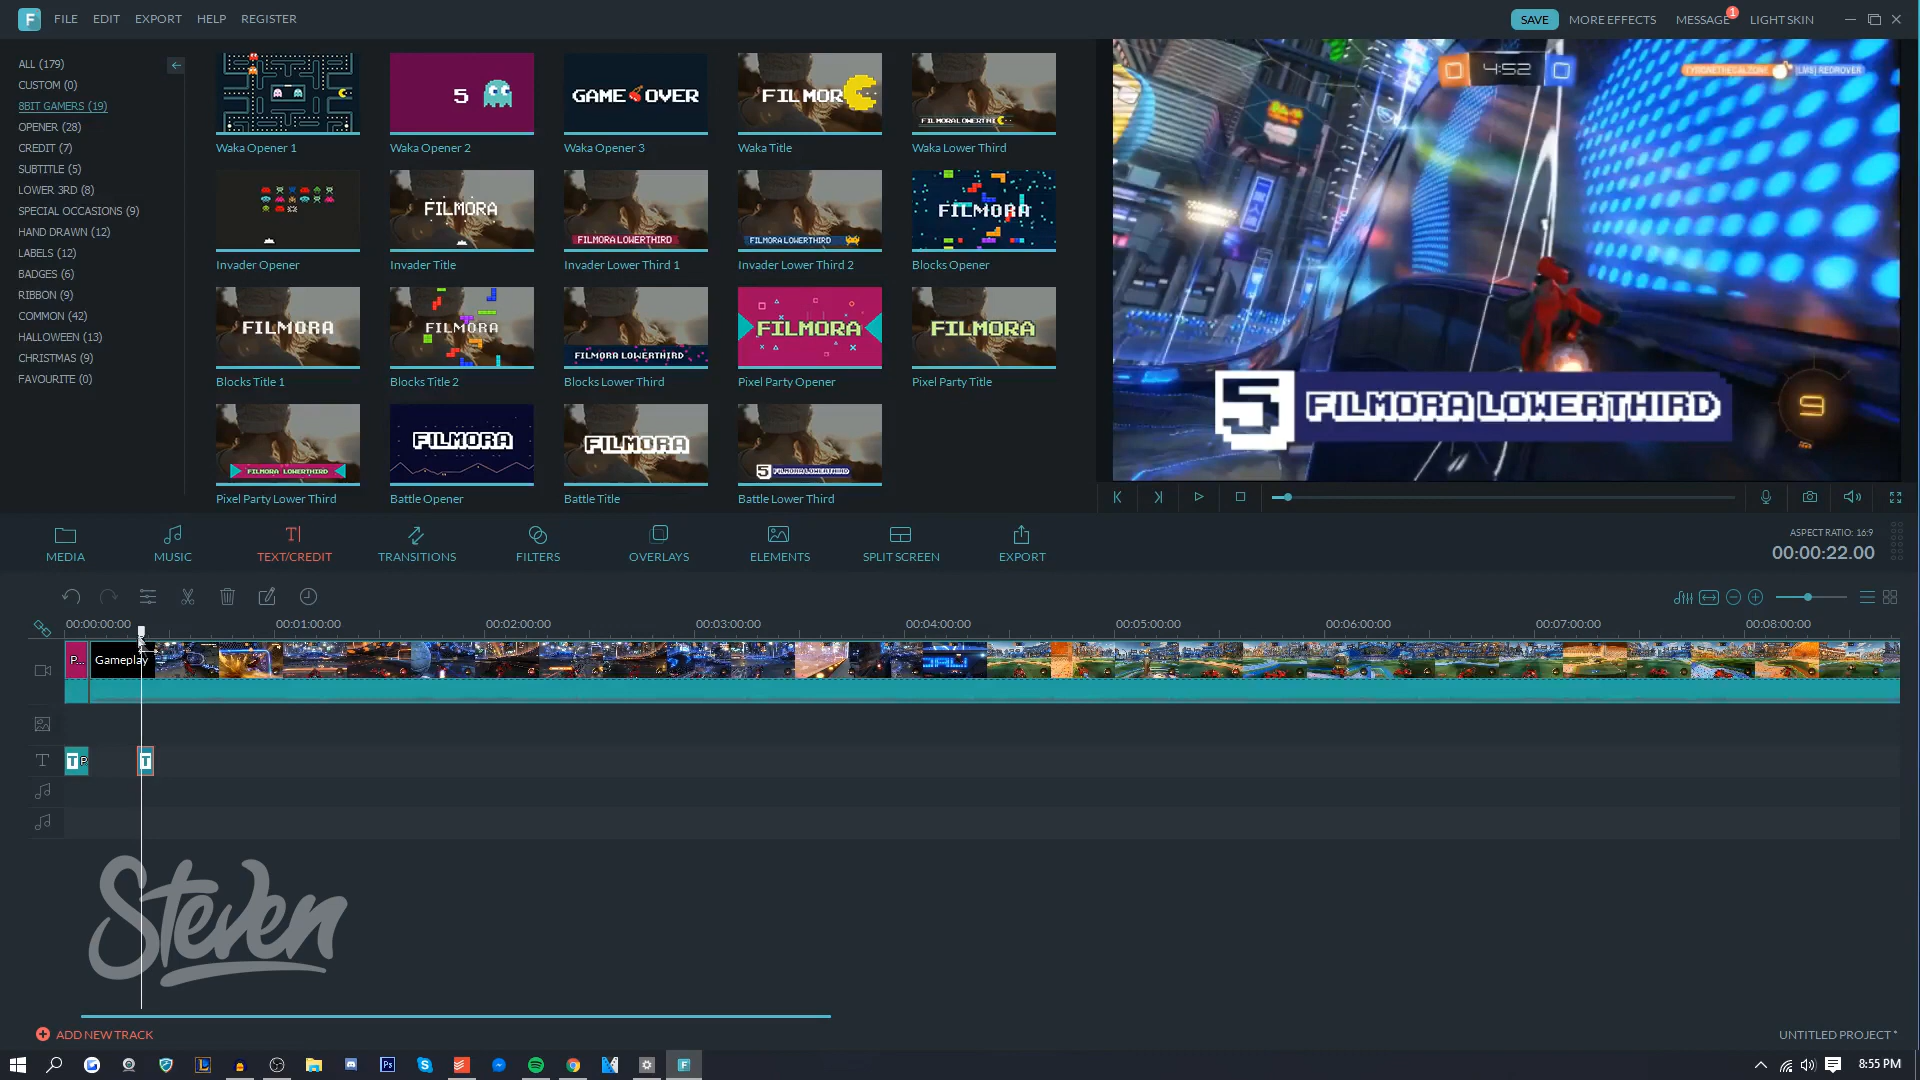 F FILE EDIT EXPORT HELP REGISTER SAVE MORE EFFECTS MESSAGE 1 LIGHT SKIN
ALL (179)
CUSTOM (0)
8BIT GAMERS (19)
OPENER (28)
CREDIT (7)
SUBTITLE (5)
LOWER 3RD (8)
SPECIAL OCCASIONS (9)
HAND DRAWN (12)
LABELS (12)
BADGES (6)
RIBBON (9)
COMMON (42)
HALLOWEEN (13)
CHRISTMAS (9)
FAVOURITE (0)
5 GAME OVER FILMOR FILMORA LOWERTHI
Waka Opener 1 Waka Opener 2 Waka Opener 3 Waka Title Waka Lower Third
FILMORA FILMORA LOWERTHIRD FILMORA LOWERTHIRD FILMORA
Invader Opener Invader Title Invader Lower Third 1 Invader Lower Third 2 Blocks Opener
FILMORA FILMORA FILMORA LOWERTHIRD FILMORA FILMORA
Blocks Title 1 Blocks Title 2 Blocks Lower Third Pixel Party Opener Pixel Party Title
FILMORA LOWERTHIRD FILMORA FILMORA 5 FILMORA LOWERTHIRD
Pixel Party Lower Third Battle Opener Battle Title Battle Lower Third
4:52
[LMS] REDROVER
5 FILMORA LOWERTHIRD
9
MEDIA MUSIC TEXT/CREDIT TRANSITIONS FILTERS OVERLAYS ELEMENTS SPLIT SCREEN EXPORT
ASPECT RATIO: 16:9
00:00:22.00
00:00:00:00 00:01:00:00 00:02:00:00 00:03:00:00 00:04:00:00 00:05:00:00 00:06:00:00 00:07:00:00 00:08:00:00
P... Gameplay
T P T
Steven
ADD NEW TRACK
UNTITLED PROJECT *
8:55 PM